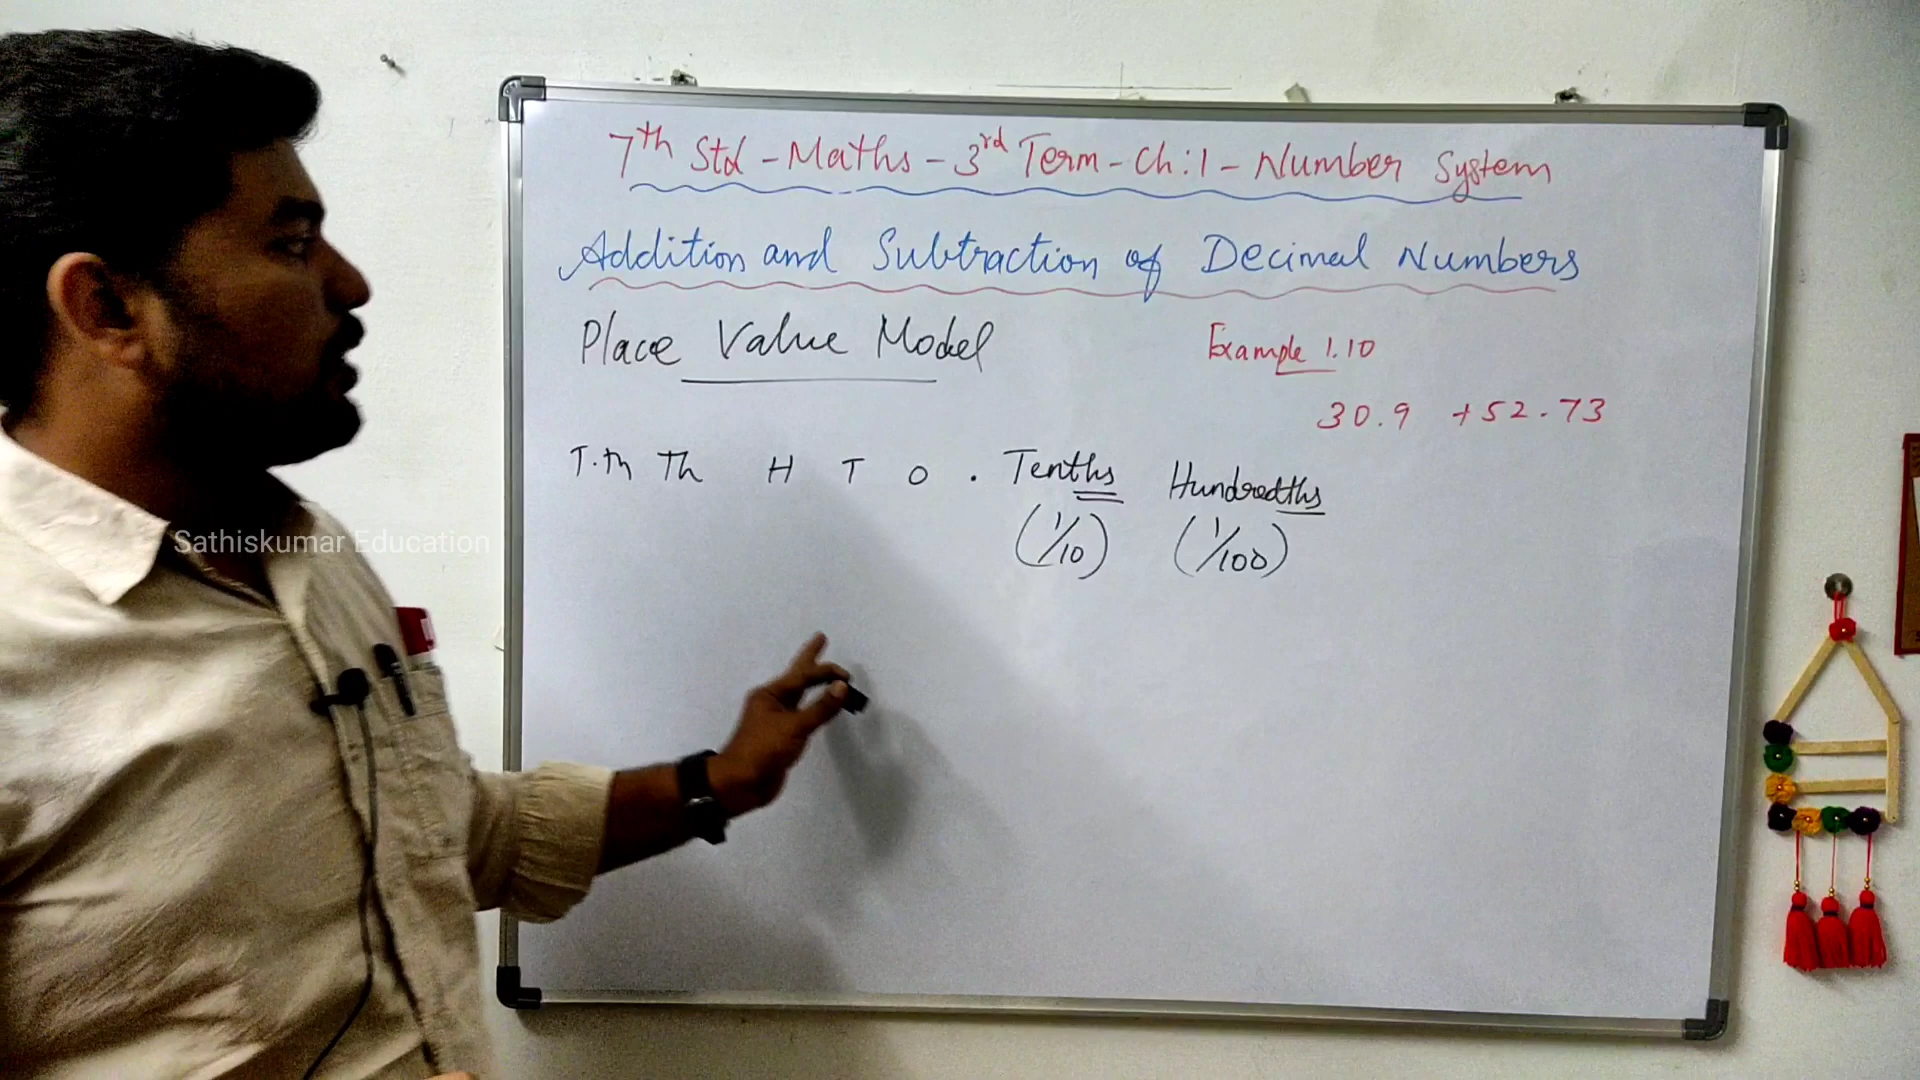 7th Std - Maths - 3rd Term - Ch:1 - Number System
Addition and Subtraction of Decimal Numbers
Place Value Model
Example 1.10
30.9 +52.73
T.Th Th H T O . Tenths Hundredths
(1/10) (1/100)
Sathiskumar Education